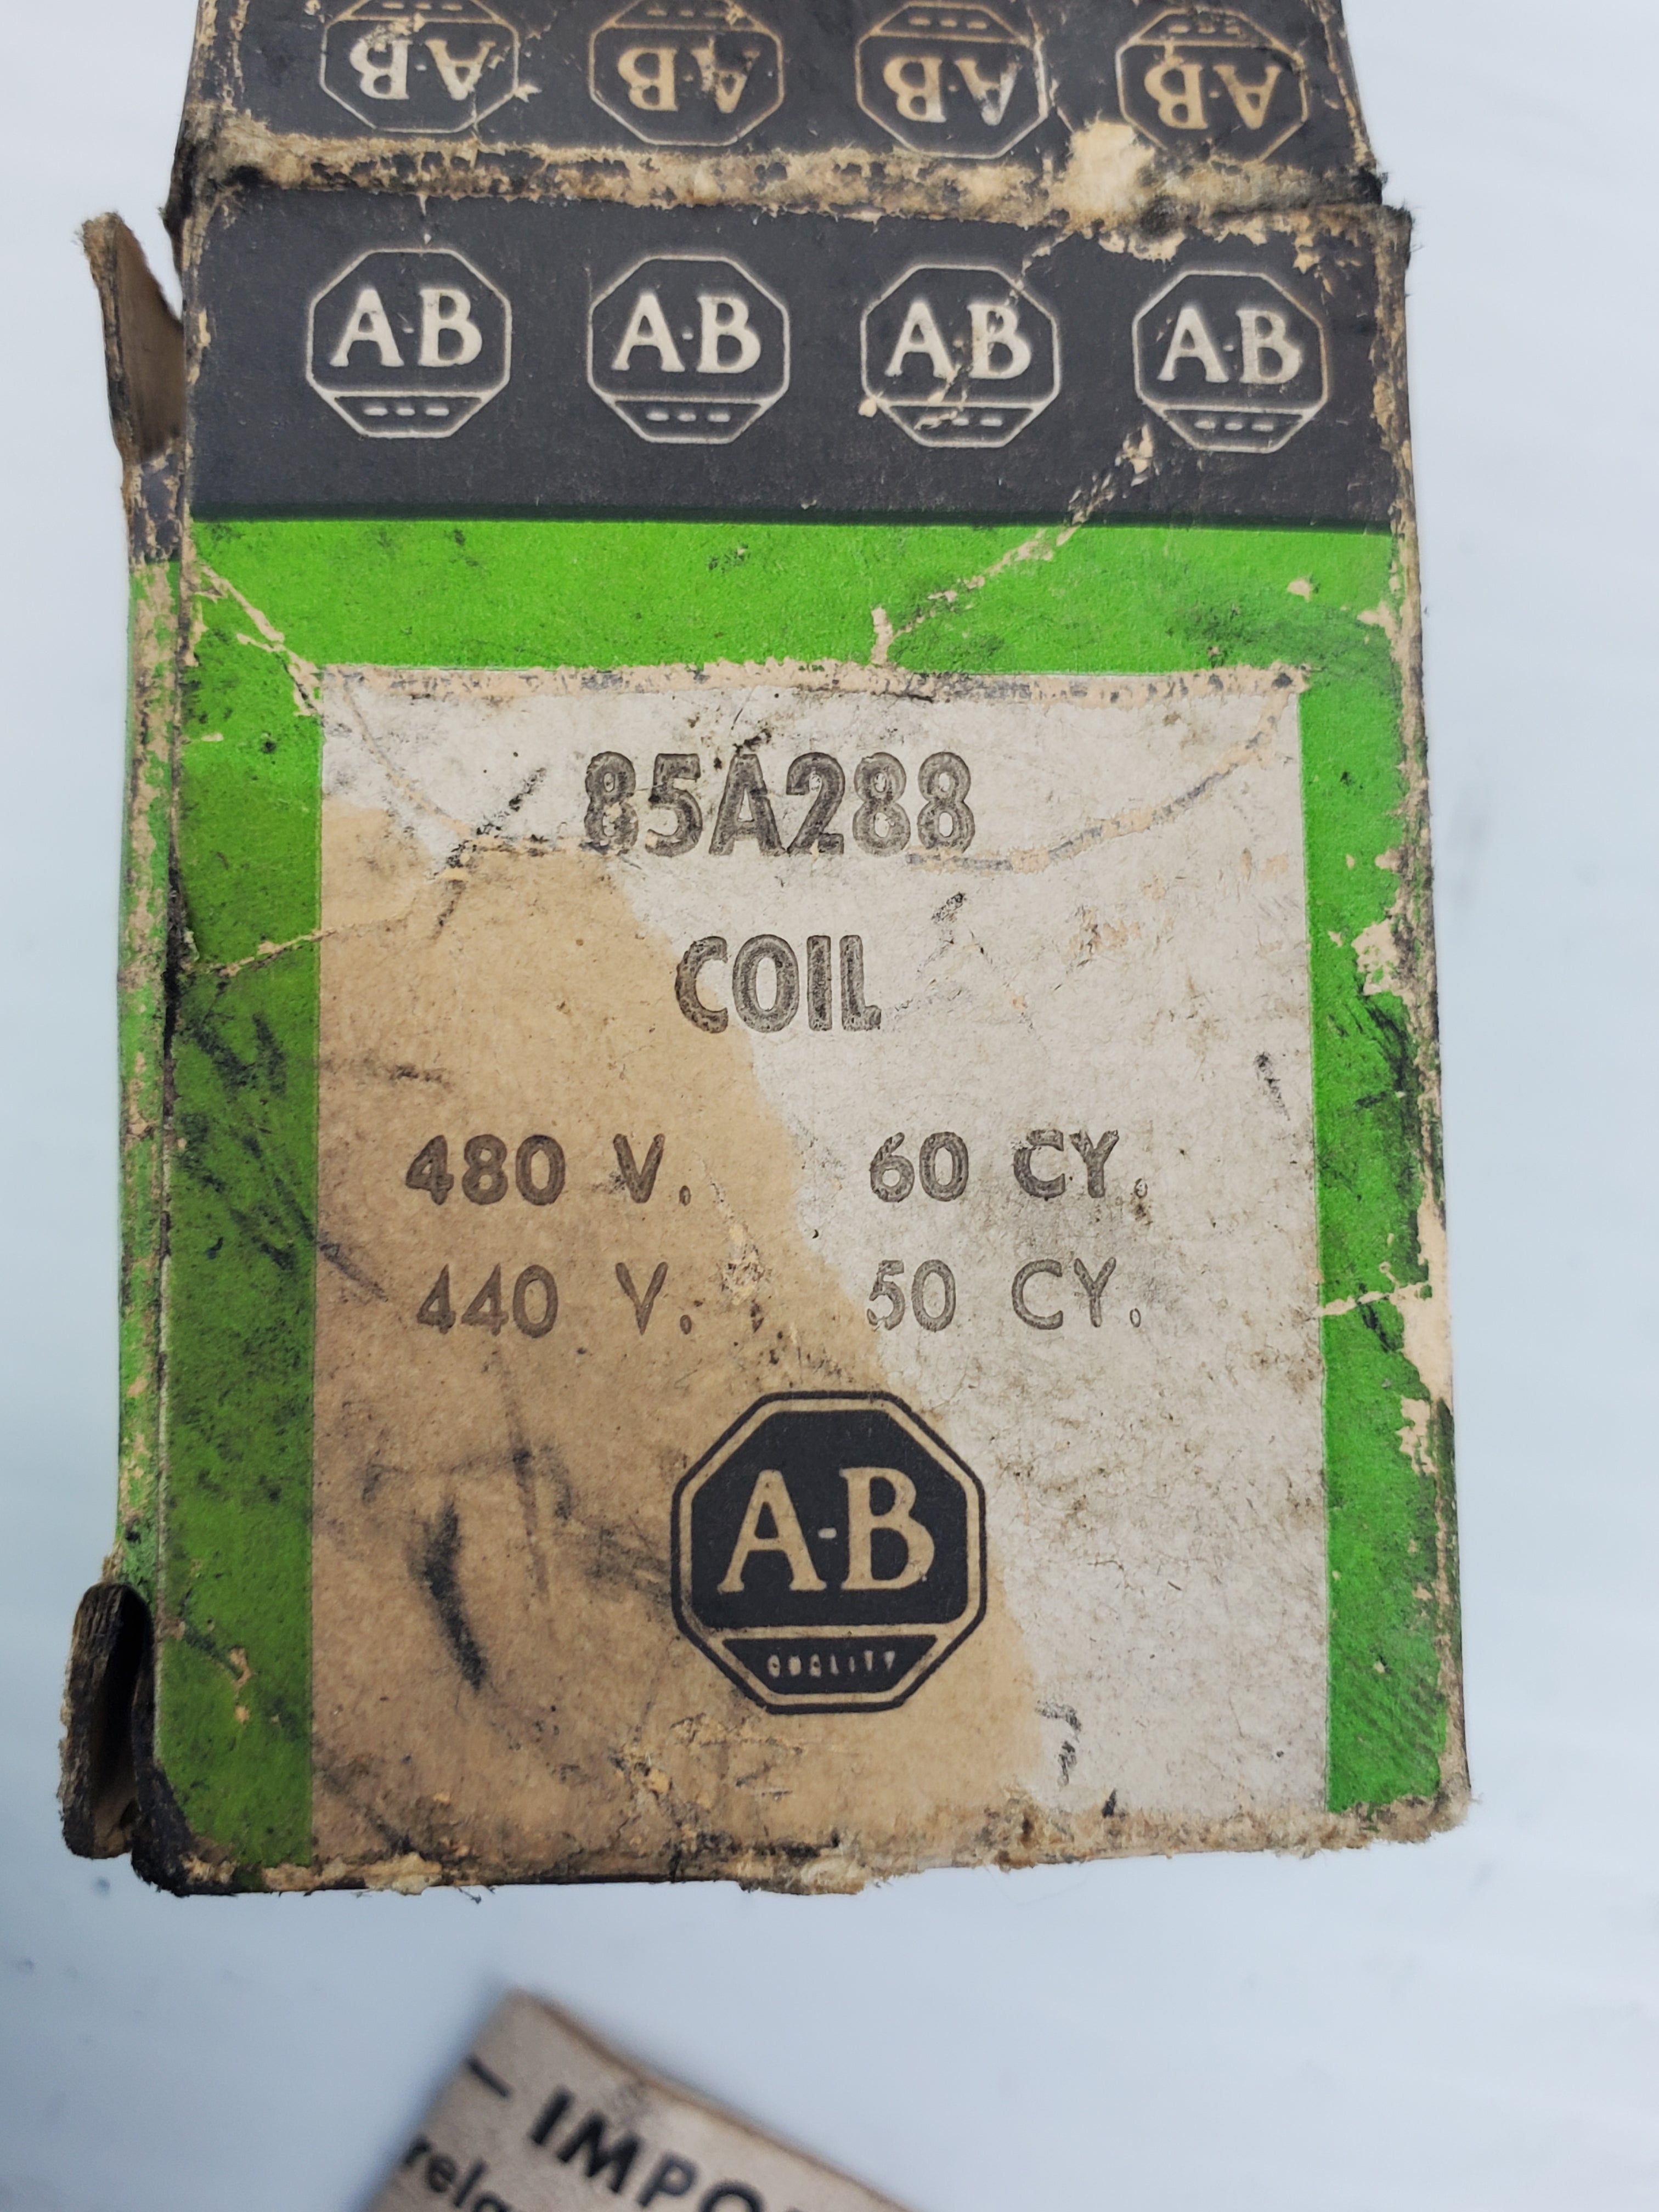 A-B A-B A-B A-B
A-B A-B A-B A-B
85A288
COIL
480 V. 60 CY.
440 V. 50 CY.
A-B
QUALITY
— IMPO
rela